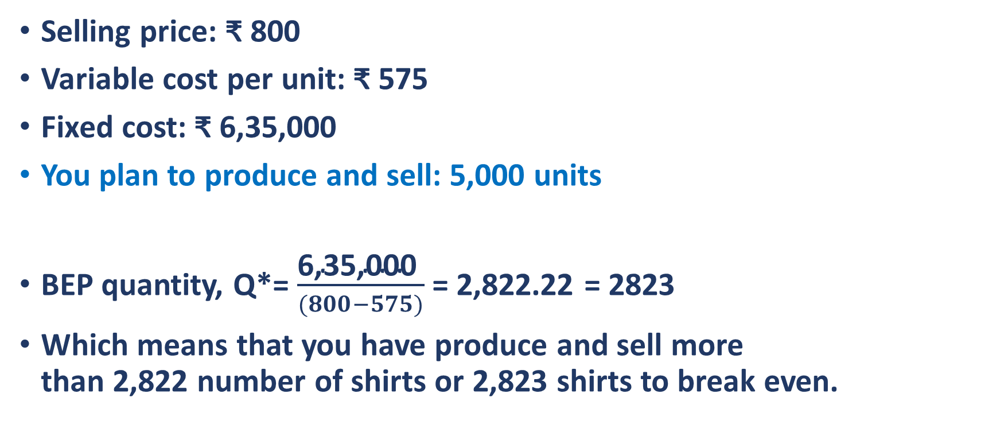 • Selling price: ₹ 800
• Variable cost per unit: ₹ 575
• Fixed cost: ₹ 6,35,000
• You plan to produce and sell: 5,000 units
• BEP quantity, Q*= 6,35,000 / (800−575) = 2,822.22 = 2823
• Which means that you have produce and sell more
than 2,822 number of shirts or 2,823 shirts to break even.